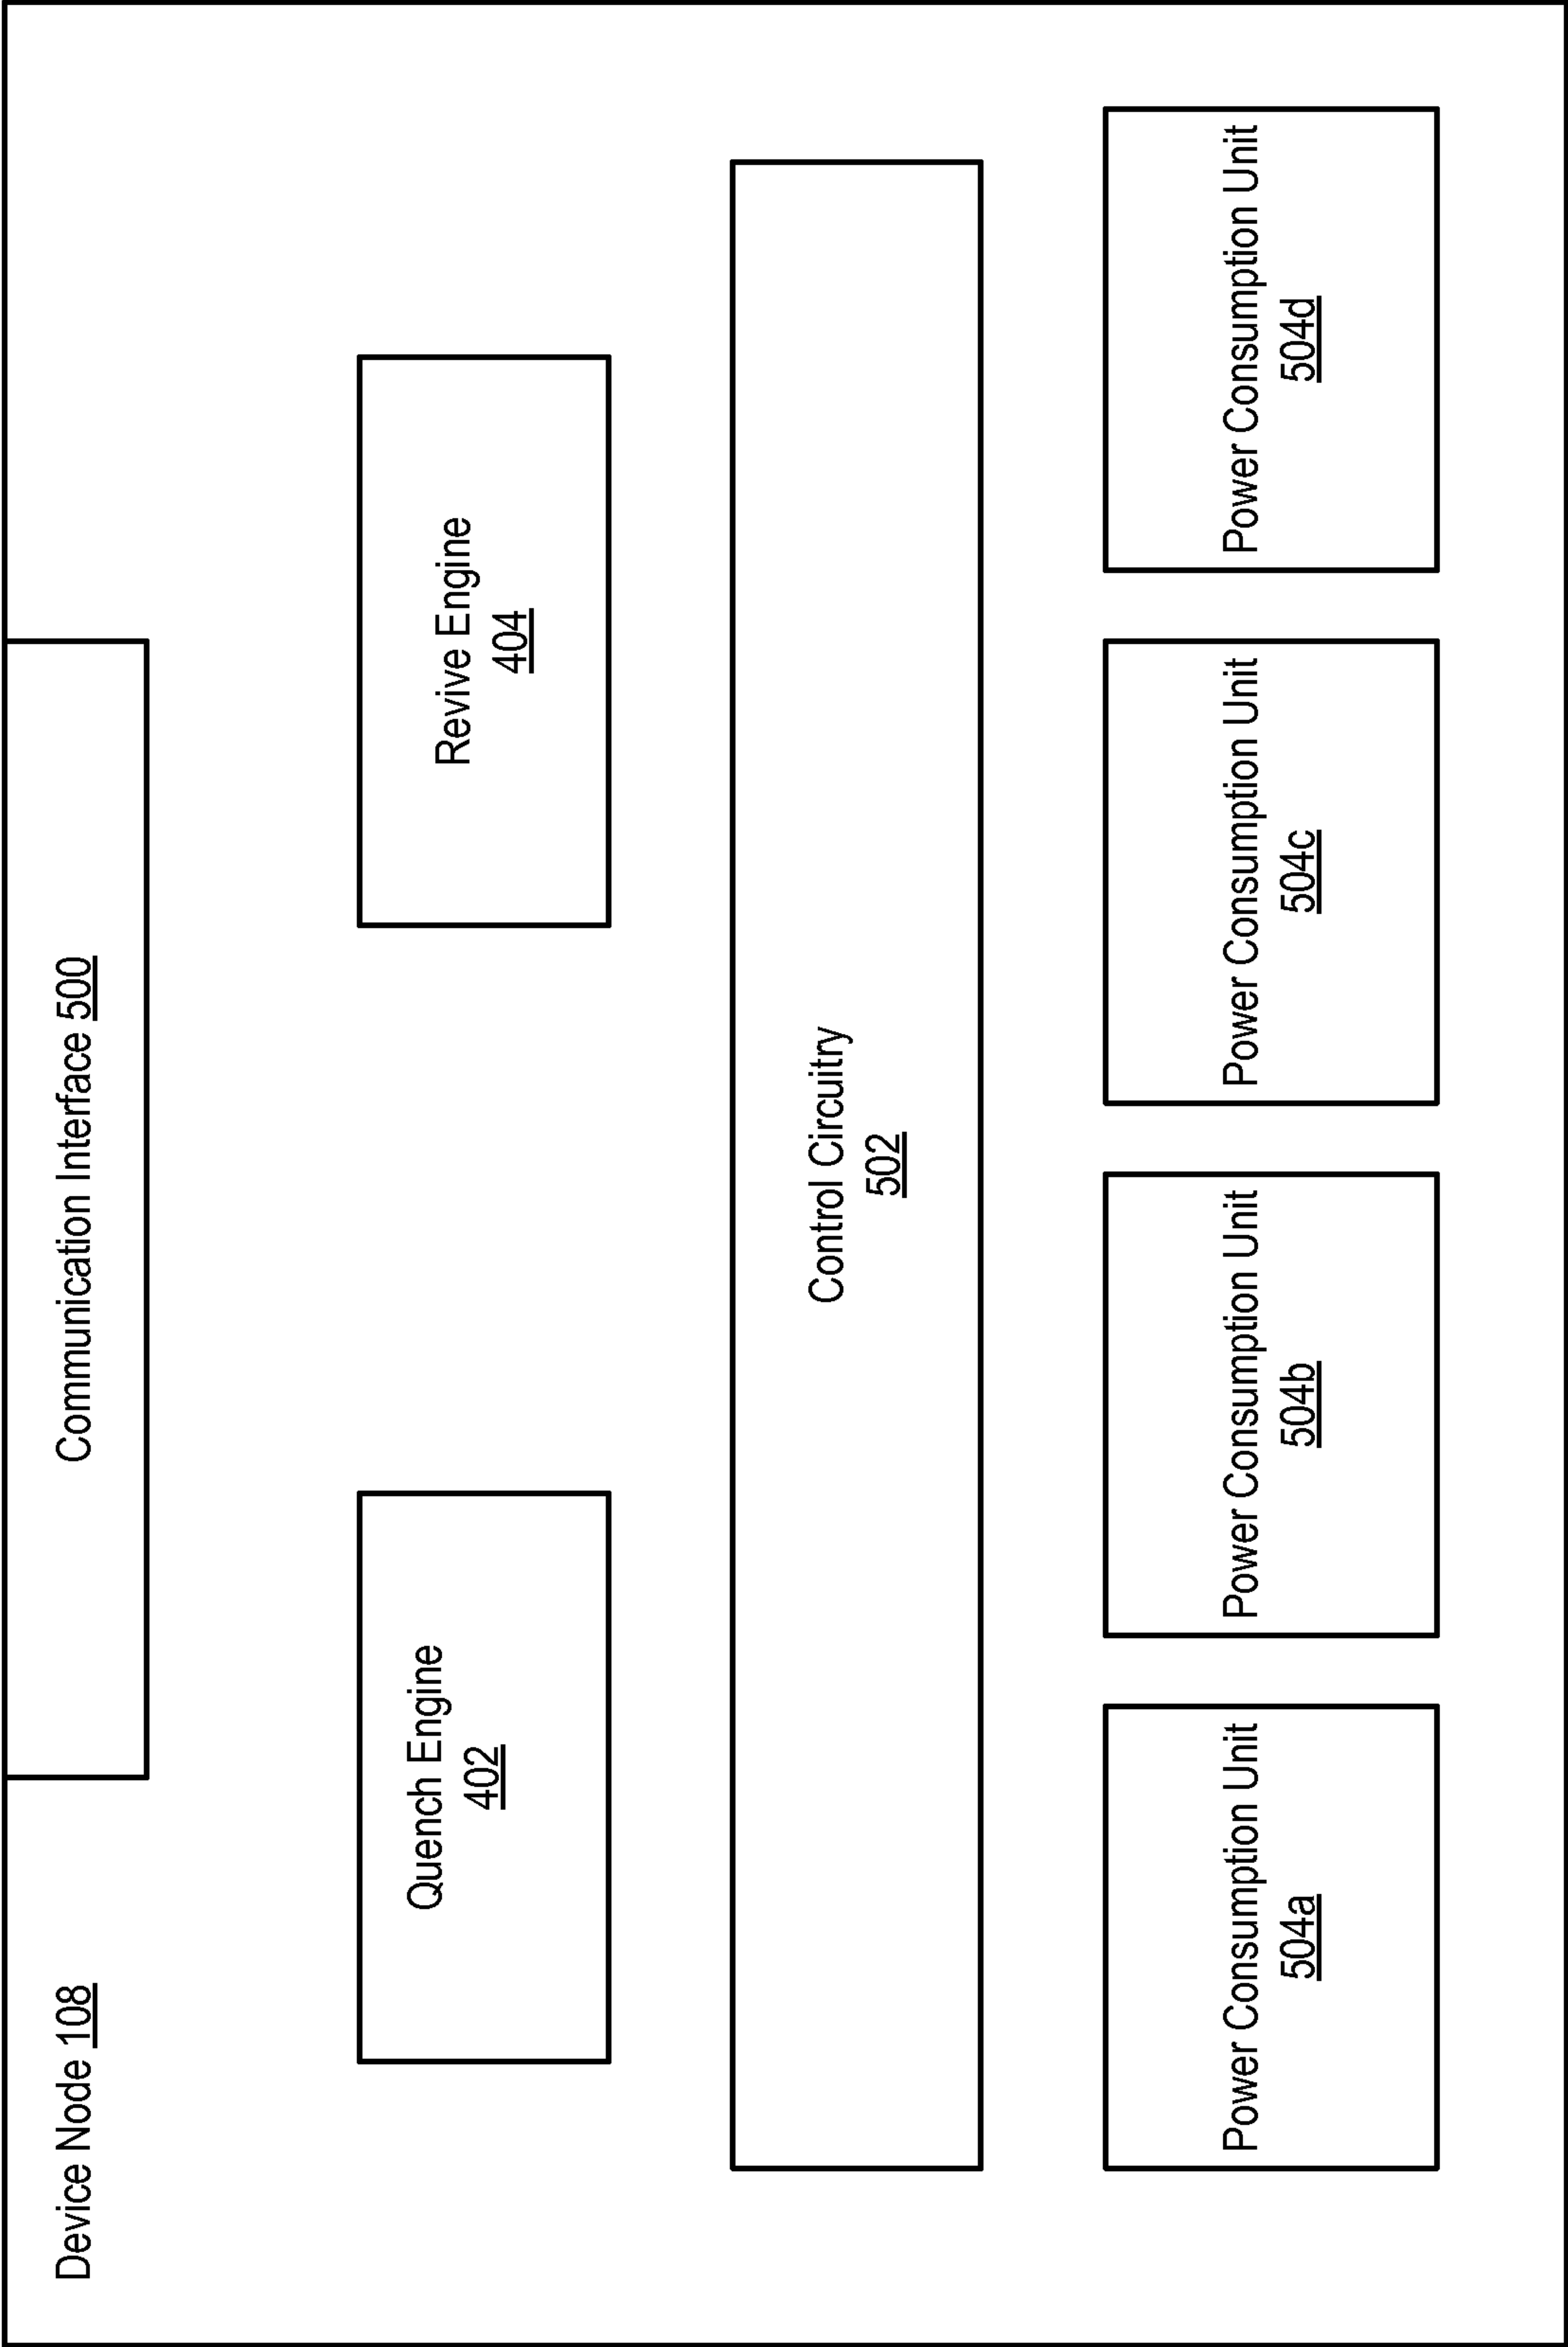 Device Node 108
Communication Interface 500
Quench Engine
402
Revive Engine
404
Control Circuitry
502
Power Consumption Unit
504a
Power Consumption Unit
504b
Power Consumption Unit
504c
Power Consumption Unit
504d